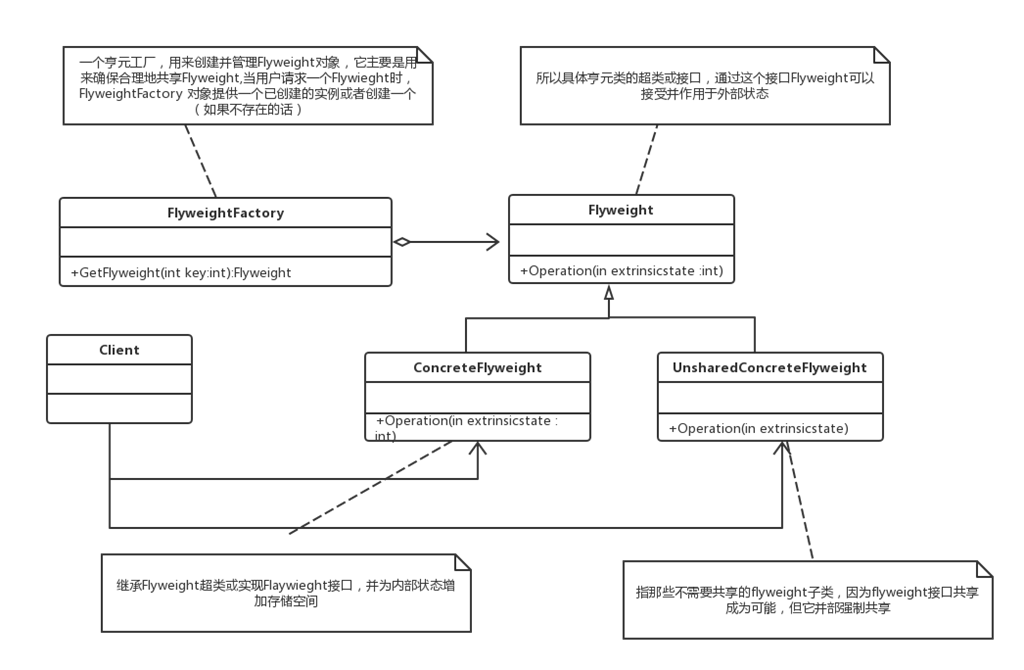 一个亨元工厂，用来创建并管理Flyweight对象，它主要是用
来确保合理地共享Flyweight,当用户请求一个Flywieght时，
FlyweightFactory 对象提供一个已创建的实例或者创建一个
（如果不存在的话）
所以具体亨元类的超类或接口，通过这个接口Flyweight可以
接受并作用于外部状态
FlyweightFactory
+GetFlyweight(int key:int):Flyweight
Flyweight
+Operation(in extrinsicstate :int)
Client
ConcreteFlyweight
+Operation(in extrinsicstate :
int)
UnsharedConcreteFlyweight
+Operation(in extrinsicstate)
继承Flyweight超类或实现Flaywieght接口，并为内部状态增
加存储空间
指那些不需要共享的flyweight子类，因为flyweight接口共享
成为可能，但它并部强制共享